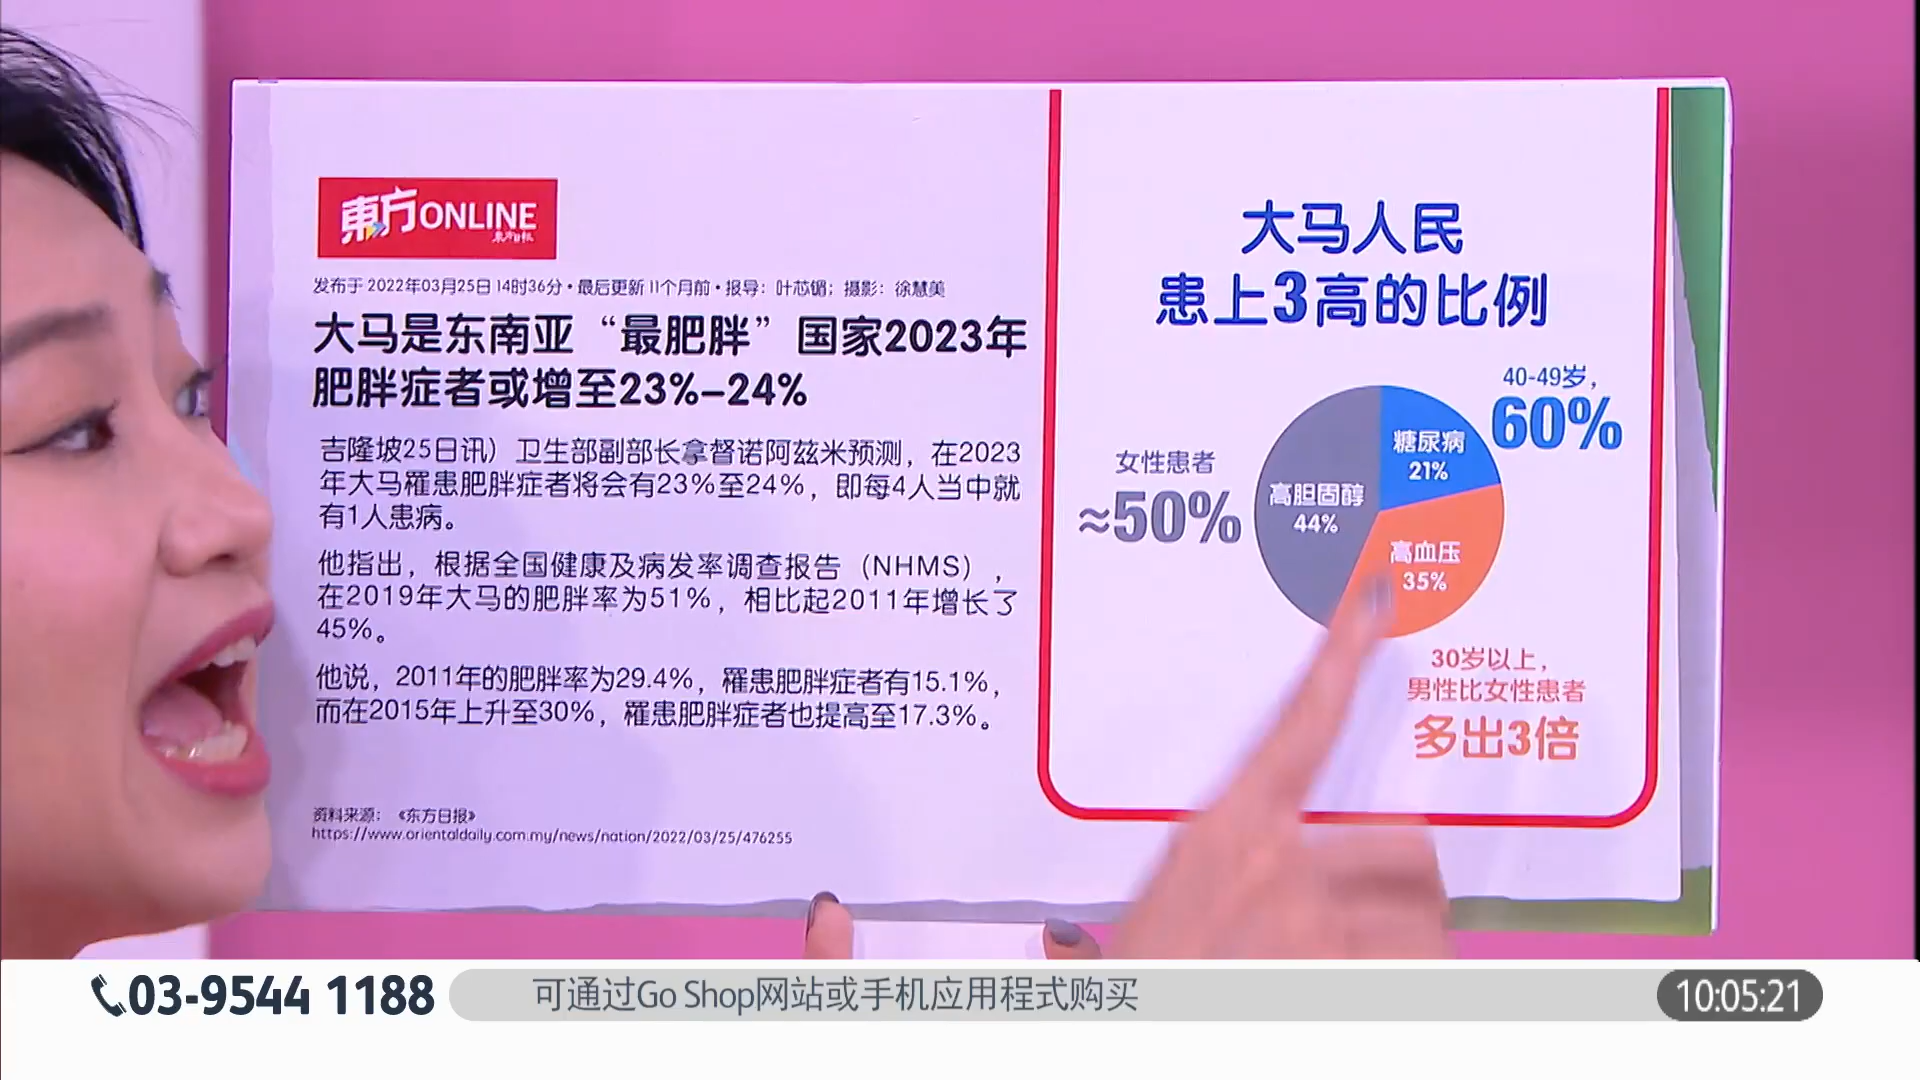 東方ONLINE
東方日報
发布于 2022年03月25日 14时36分 • 最后更新 11个月前 • 报导：叶芯镅；摄影：徐慧美
大马是东南亚“最肥胖”国家2023年
肥胖症者或增至23%–24%
吉隆坡25日讯）卫生部副部长拿督诺阿兹米预测，在2023
年大马罹患肥胖症者将会有23%至24%，即每4人当中就
有1人患病。
他指出，根据全国健康及病发率调查报告（NHMS），
在2019年大马的肥胖率为51%，相比起2011年增长了
45%。
他说，2011年的肥胖率为29.4%，罹患肥胖症者有15.1%，
而在2015年上升至30%，罹患肥胖症者也提高至17.3%。
资料来源：《东方日报》
https://www.orientaldaily.com.my/news/nation/2022/03/25/476255
大马人民
患上3高的比例
40-49岁，
60%
糖尿病
21%
女性患者
≈50%
高胆固醇
44%
高血压
35%
30岁以上，
男性比女性患者
多出3倍
03-9544 1188
可通过Go Shop网站或手机应用程式购买
10:05:21